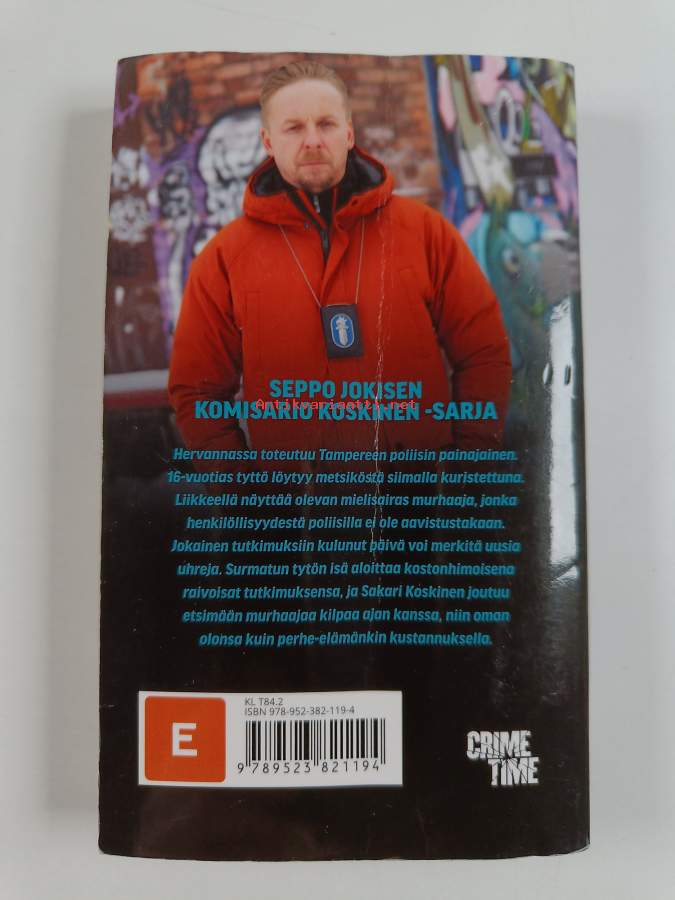 SEPPO JOKISEN
KOMISARIO KOSKINEN -SARJA
Antikvariaatti.net
Hervannassa toteutuu Tampereen poliisin painajainen.
16-vuotias tyttö löytyy metsiköstä siimalla kuristettuna.
Liikkeellä näyttää olevan mielisairas murhaaja, jonka
henkilöllisyydestä poliisilla ei ole aavistustakaan.
Jokainen tutkimuksiin kulunut päivä voi merkitä uusia
uhreja. Surmatun tytön isä aloittaa kostonhimoisena
raivoisat tutkimuksensa, ja Sakari Koskinen joutuu
etsimään murhaajaa kilpaa ajan kanssa, niin oman
olonsa kuin perhe-elämänkin kustannuksella.
E
KL T84.2
ISBN 978-952-382-119-4
9 789523 821194
CRIME
TIME